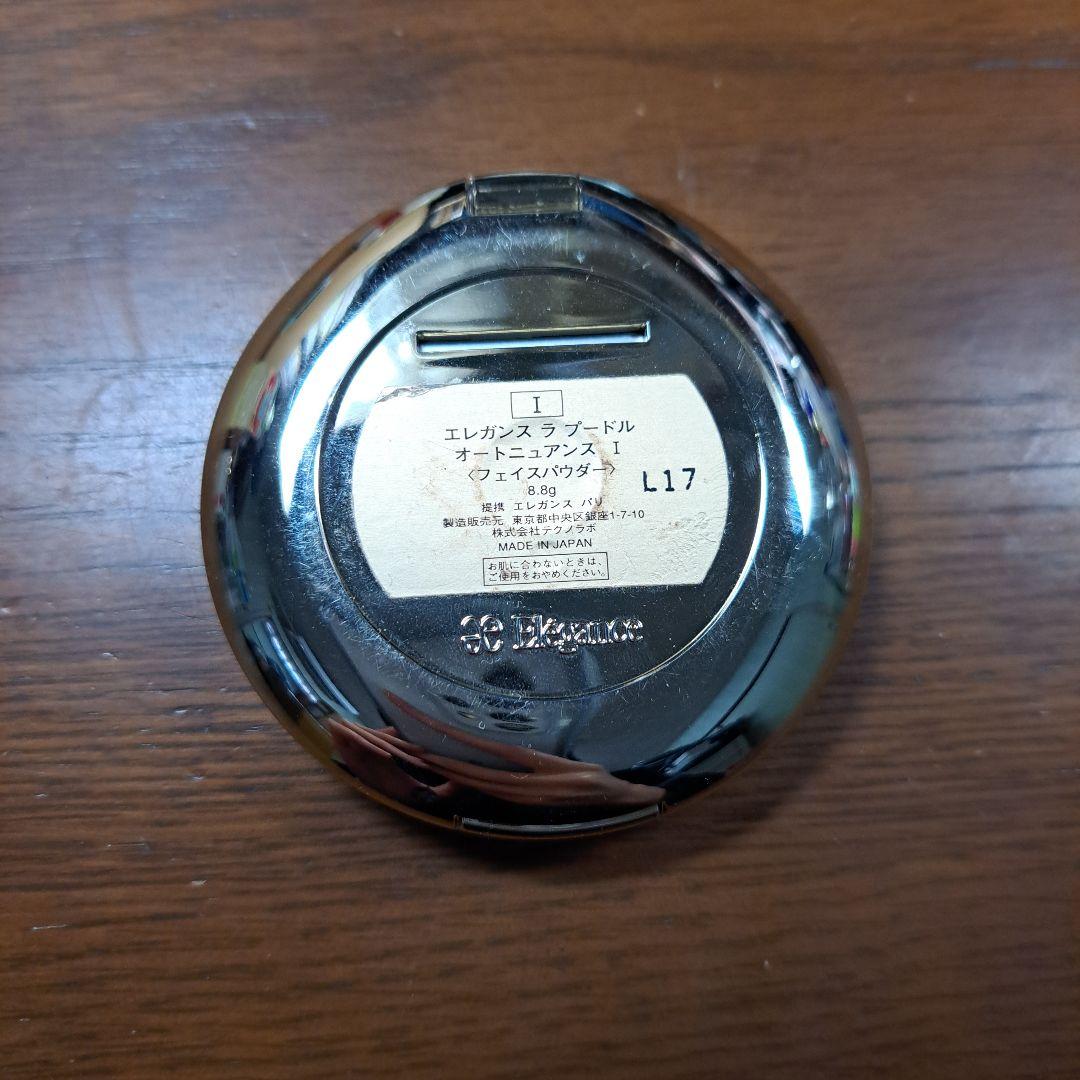 I
エレガンス ラ プードル
オートニュアンス I
〈フェイスパウダー〉
8.8g
L17
提携 エレガンス パリ
製造販売元 東京都中央区銀座1-7-10
株式会社テクノラボ
MADE IN JAPAN
お肌に合わないときは、
ご使用をおやめください。
Elégance